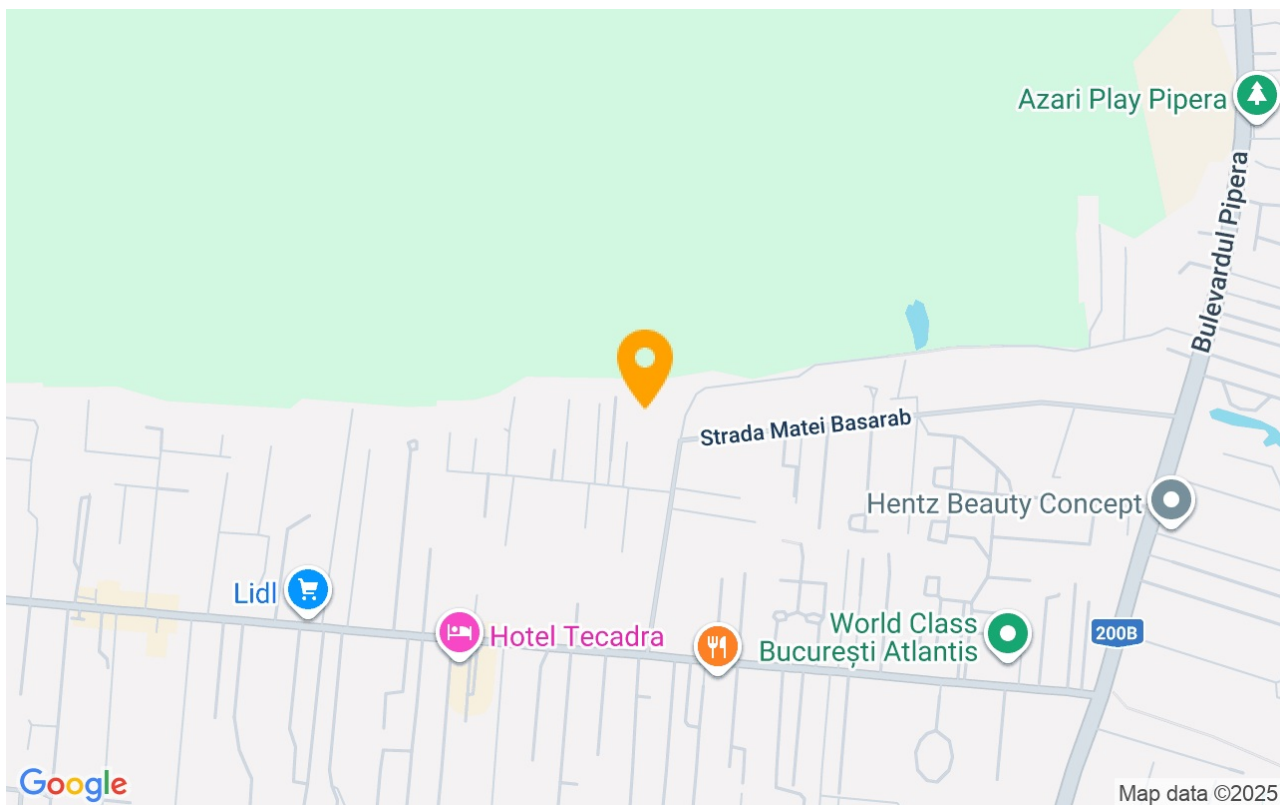 Azari Play Pipera
Bulevardul Pipera
Strada Matei Basarab
Hentz Beauty Concept
Lidl
Hotel Tecadra
World Class
București Atlantis
200B
Google
Map data ©2025